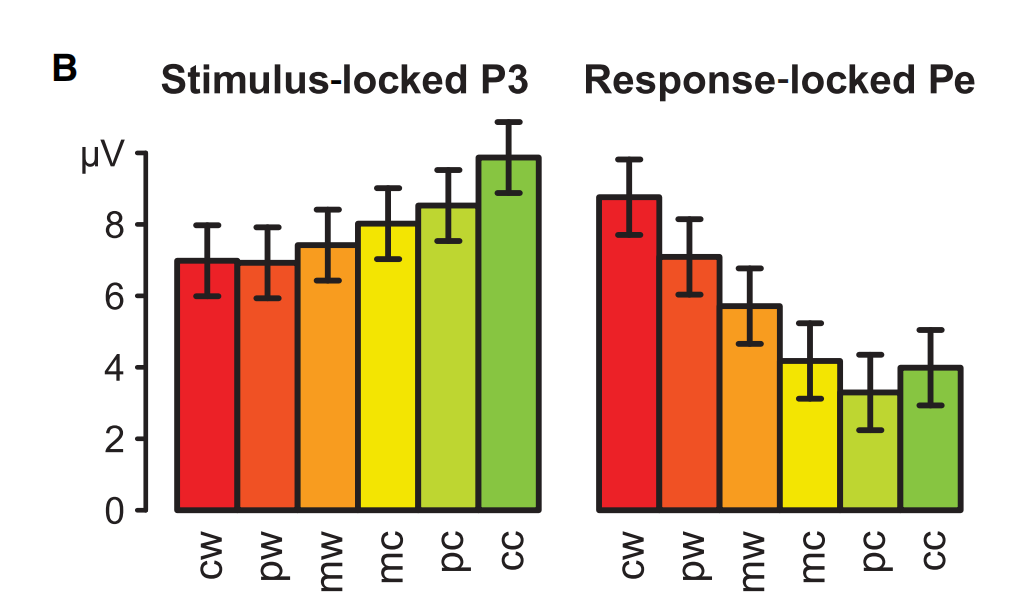 B
Stimulus-locked P3
Response-locked Pe
µV
8
6
4
2
0
cw
pw
mw
mc
pc
cc
cw
pw
mw
mc
pc
cc